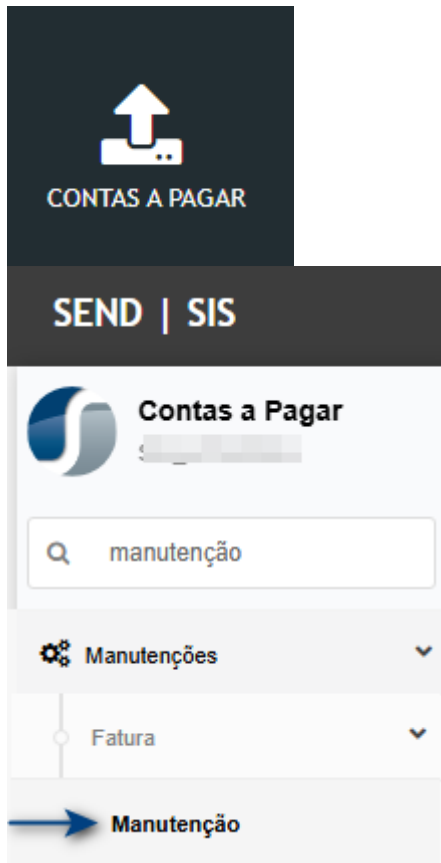 CONTAS A PAGAR
SEND | SIS
Contas a Pagar
manutenção
Manutenções
Fatura
Manutenção